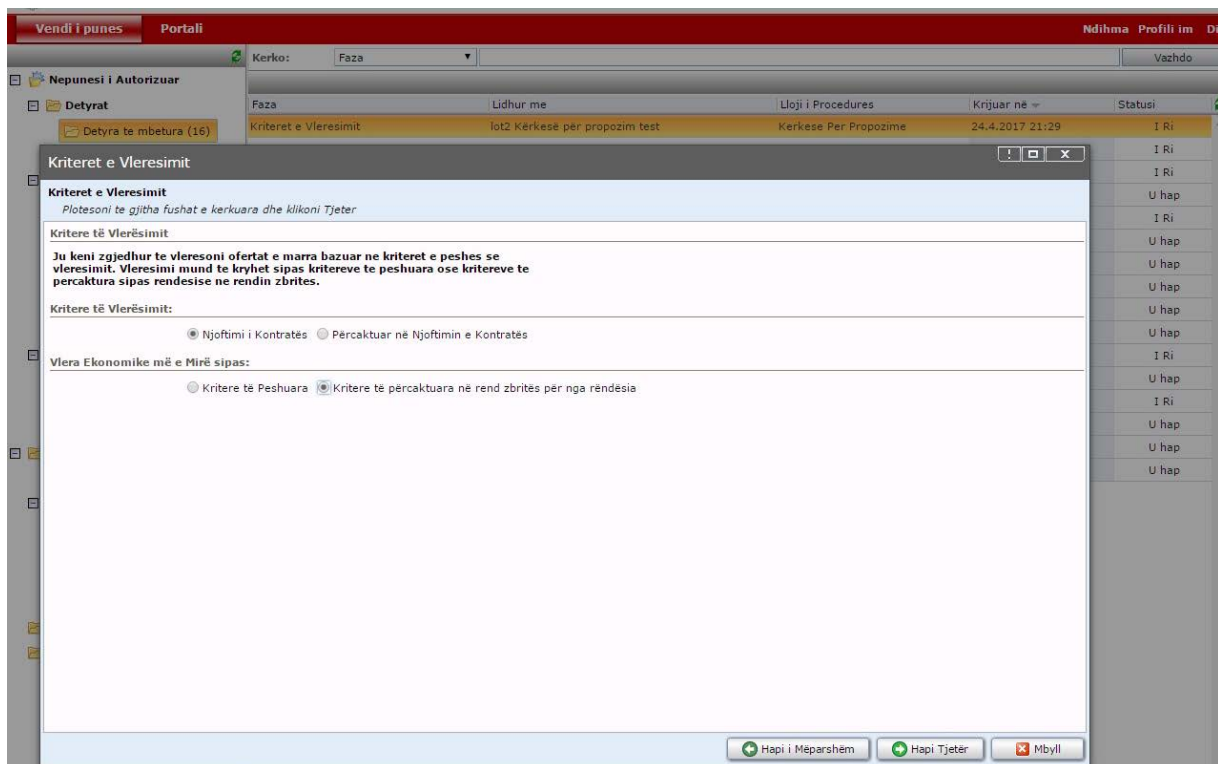 Vendi i punes Portali Ndihma Profili im
Kerko: Faza Vazhdo
Nepunesi i Autorizuar
Detyrat Faza Lidhur me Lloji i Procedures Krijuar në Statusi
Detyra te mbetura (16) Kriteret e Vleresimit lot2 Kërkesë për propozim test Kerkese Per Propozime 24.4.2017 21:29 I Ri
I Ri
I Ri
U hap
I Ri
U hap
U hap
U hap
U hap
U hap
I Ri
U hap
I Ri
U hap
U hap
U hap
Kriteret e Vleresimit
Kriteret e Vleresimit
Plotesoni te gjitha fushat e kerkuara dhe klikoni Tjeter
Kritere të Vlerësimit
Ju keni zgjedhur te vleresoni ofertat e marra bazuar ne kriteret e peshes se
vleresimit. Vleresimi mund te kryhet sipas kritereve te peshuara ose kritereve te
percaktura sipas rendesise ne rendin zbrites.
Kritere të Vlerësimit:
Njoftimi i Kontratës Përcaktuar në Njoftimin e Kontratës
Vlera Ekonomike më e Mirë sipas:
Kritere të Peshuara Kritere të përcaktuara në rend zbritës për nga rëndësia
Hapi i Mëparshëm Hapi Tjetër Mbyll